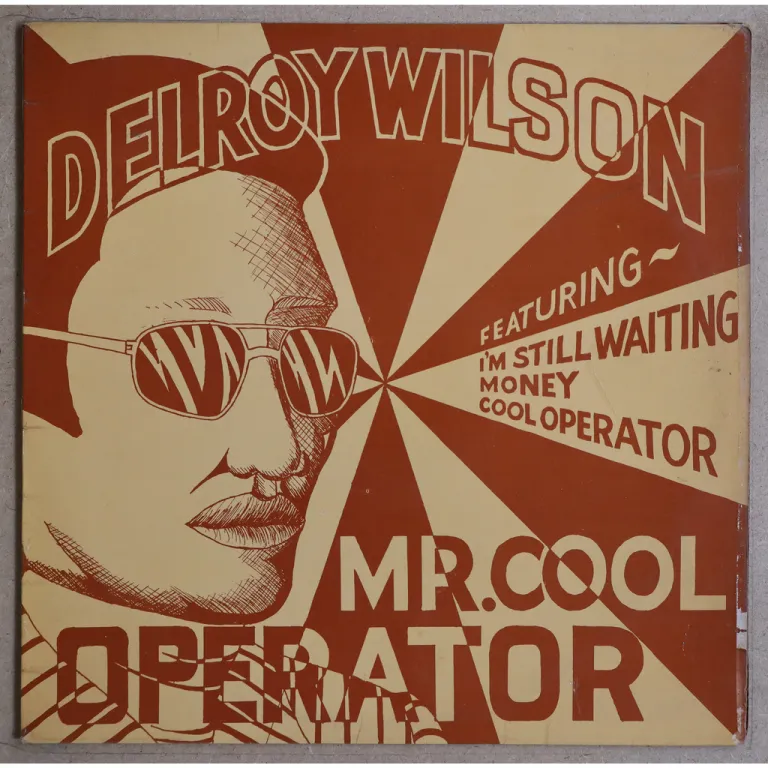 DELROY WILSON
FEATURING~
I'M STILL WAITING
MONEY
COOL OPERATOR
MR.COOL
OPERATOR